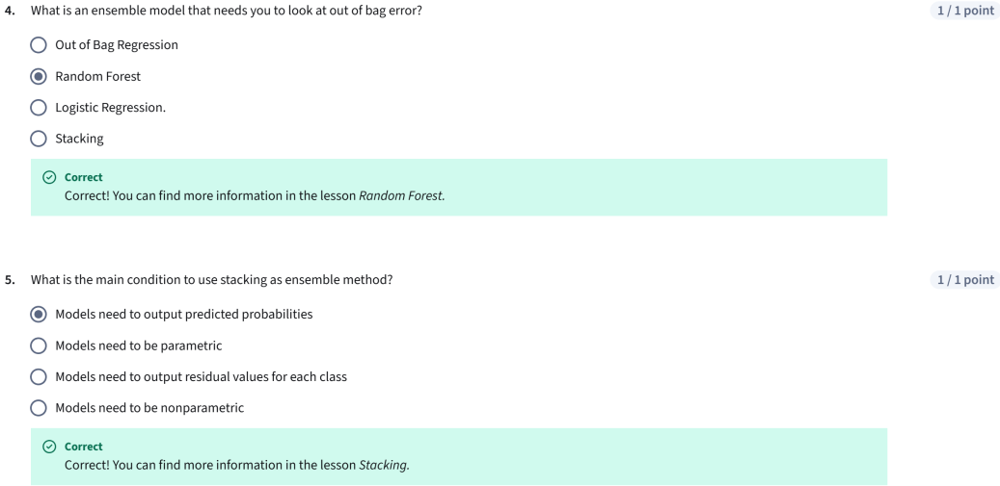 4. What is an ensemble model that needs you to look at out of bag error? 1 / 1 point
Out of Bag Regression
Random Forest
Logistic Regression.
Stacking
Correct
Correct! You can find more information in the lesson Random Forest.
5. What is the main condition to use stacking as ensemble method? 1 / 1 point
Models need to output predicted probabilities
Models need to be parametric
Models need to output residual values for each class
Models need to be nonparametric
Correct
Correct! You can find more information in the lesson Stacking.